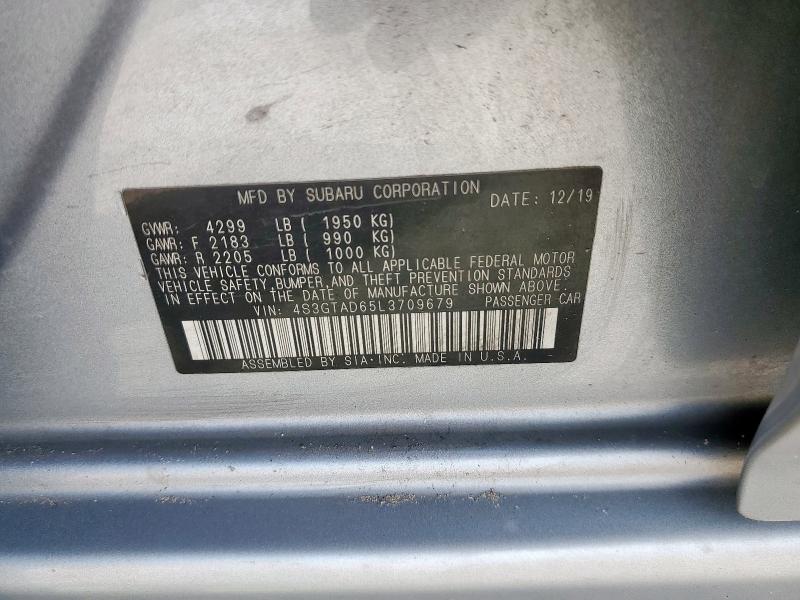 MFD BY SUBARU CORPORATION DATE: 12/19
GVWR: 4299 LB ( 1950 KG)
GAWR: F 2183 LB ( 990 KG)
GAWR: R 2205 LB ( 1000 KG)
THIS VEHICLE CONFORMS TO ALL APPLICABLE FEDERAL MOTOR
VEHICLE SAFETY, BUMPER, AND THEFT PREVENTION STANDARDS
IN EFFECT ON THE DATE OF MANUFACTURE SHOWN ABOVE.
VIN: 4S3GTAD65L3709679 PASSENGER CAR
ASSEMBLED BY SIA-INC. MADE IN U.S.A.